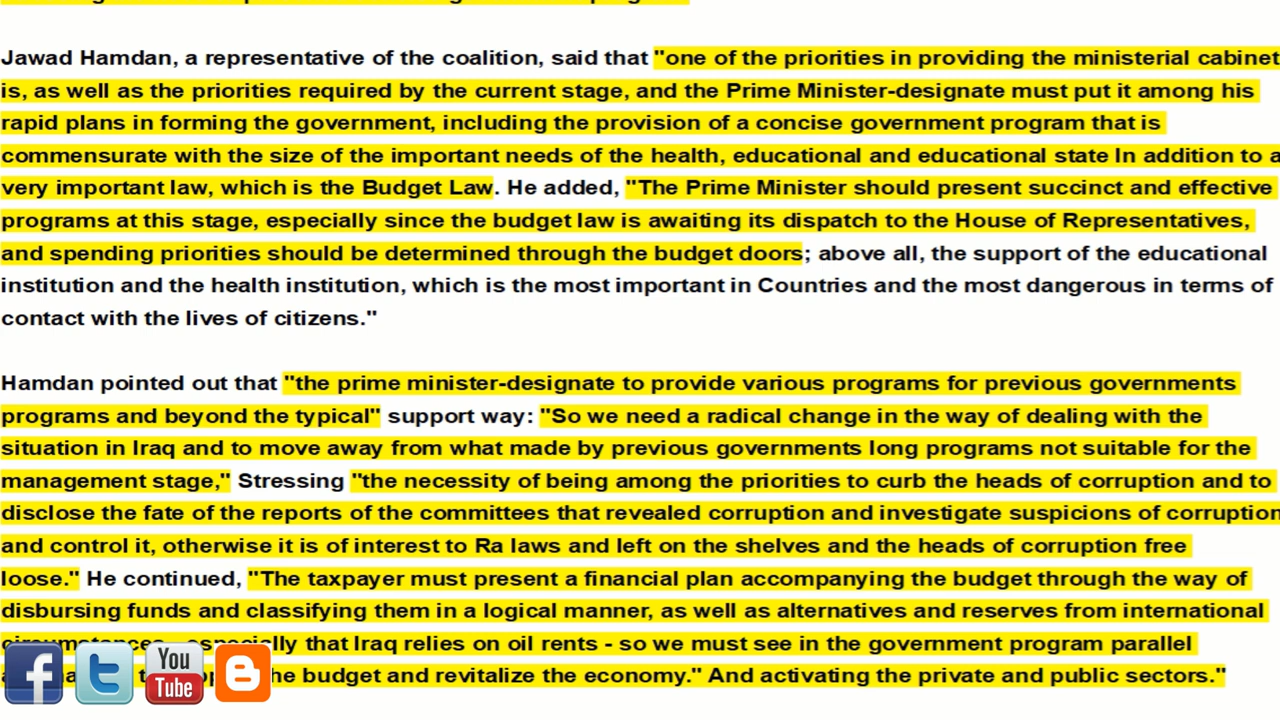 Jawad Hamdan, a representative of the coalition, said that "one of the priorities in providing the ministerial cabinet
is, as well as the priorities required by the current stage, and the Prime Minister-designate must put it among his
rapid plans in forming the government, including the provision of a concise government program that is
commensurate with the size of the important needs of the health, educational and educational state In addition to a
very important law, which is the Budget Law. He added, "The Prime Minister should present succinct and effective
programs at this stage, especially since the budget law is awaiting its dispatch to the House of Representatives,
and spending priorities should be determined through the budget doors; above all, the support of the educational
institution and the health institution, which is the most important in Countries and the most dangerous in terms of
contact with the lives of citizens."
Hamdan pointed out that "the prime minister-designate to provide various programs for previous governments
programs and beyond the typical" support way: "So we need a radical change in the way of dealing with the
situation in Iraq and to move away from what made by previous governments long programs not suitable for the
management stage," Stressing "the necessity of being among the priorities to curb the heads of corruption and to
disclose the fate of the reports of the committees that revealed corruption and investigate suspicions of corruption
and control it, otherwise it is of interest to Ra laws and left on the shelves and the heads of corruption free
loose." He continued, "The taxpayer must present a financial plan accompanying the budget through the way of
disbursing funds and classifying them in a logical manner, as well as alternatives and reserves from international
that Iraq relies on oil rents - so we must see in the government program parallel
budget and revitalize the economy." And activating the private and public sectors."
f t You Tube B